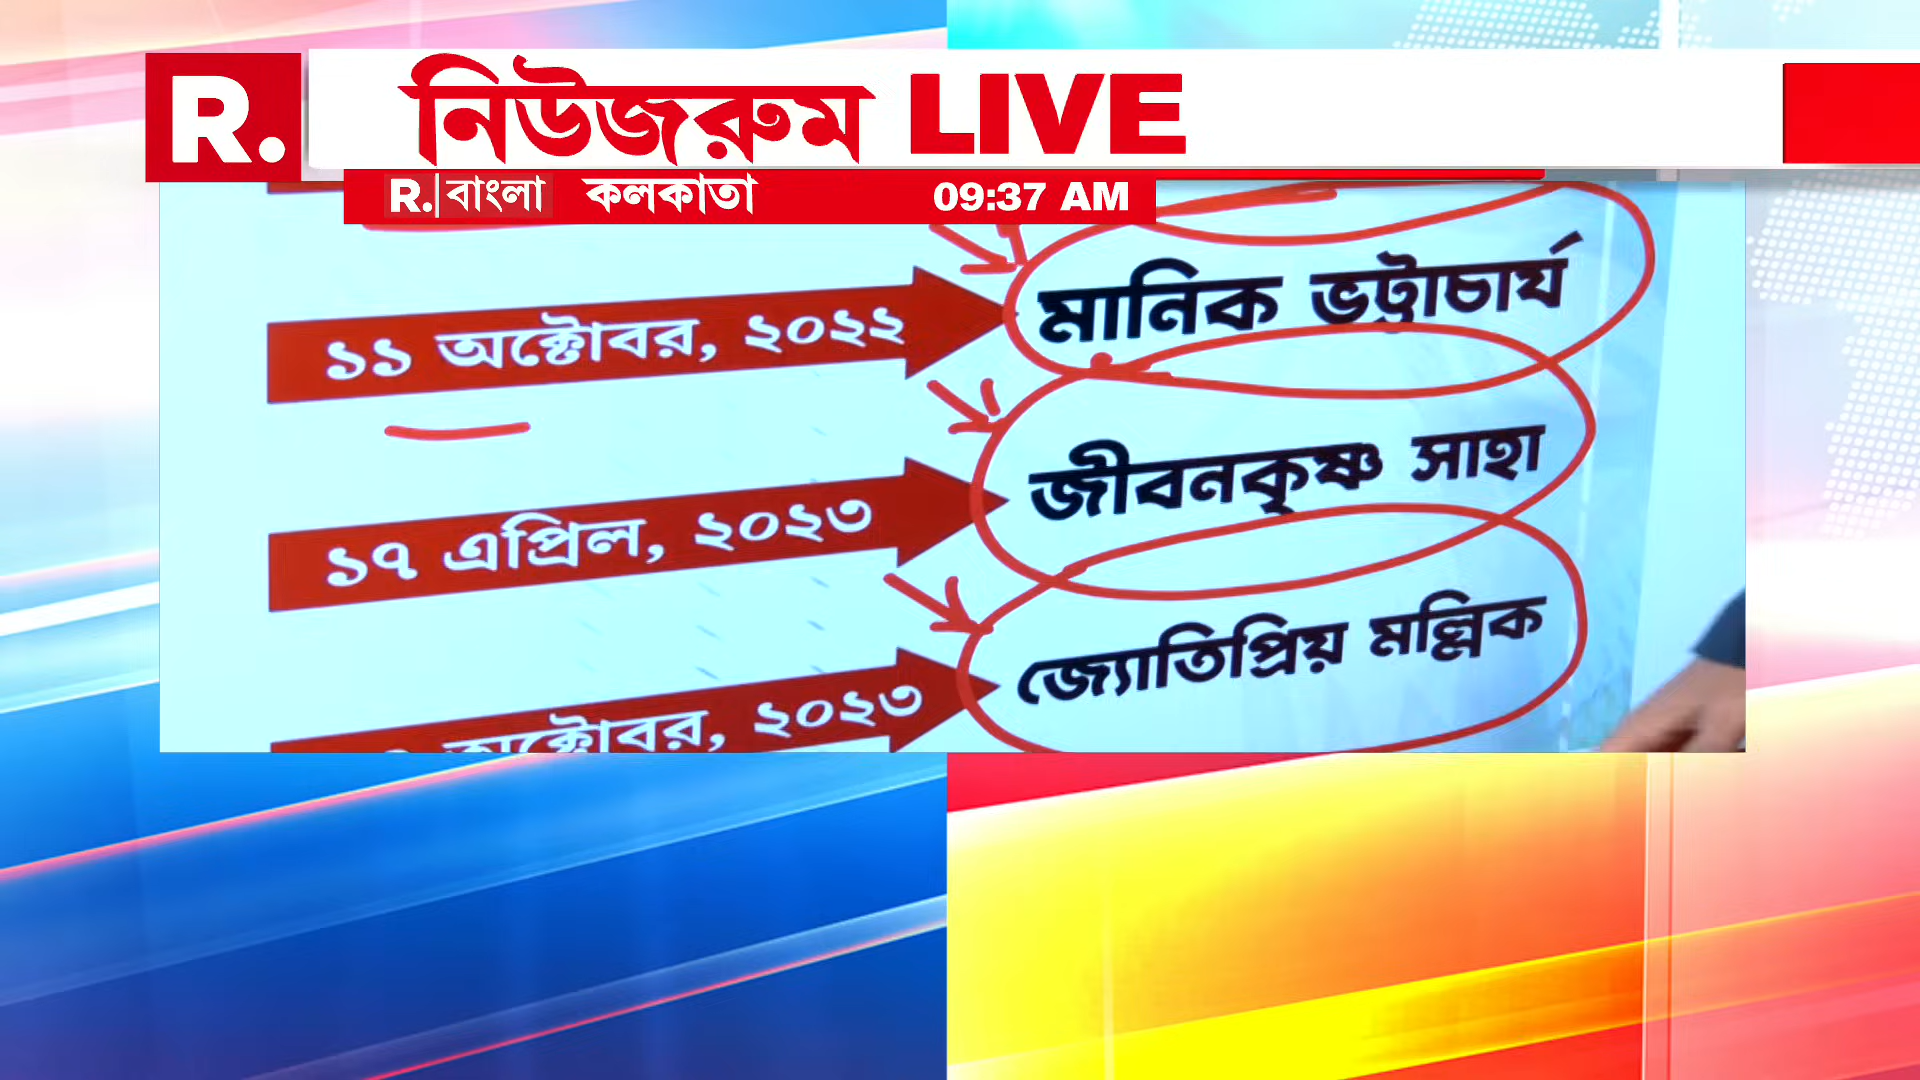 R. নিউজরুম LIVE
R. বাংলা কলকাতা 09:37 AM
১১ অক্টোবর, ২০২২ মানিক ভট্টাচার্য
১৭ এপ্রিল, ২০২৩ জীবনকৃষ্ণ সাহা
অক্টোবর, ২০২৩ জ্যোতিপ্রিয় মল্লিক